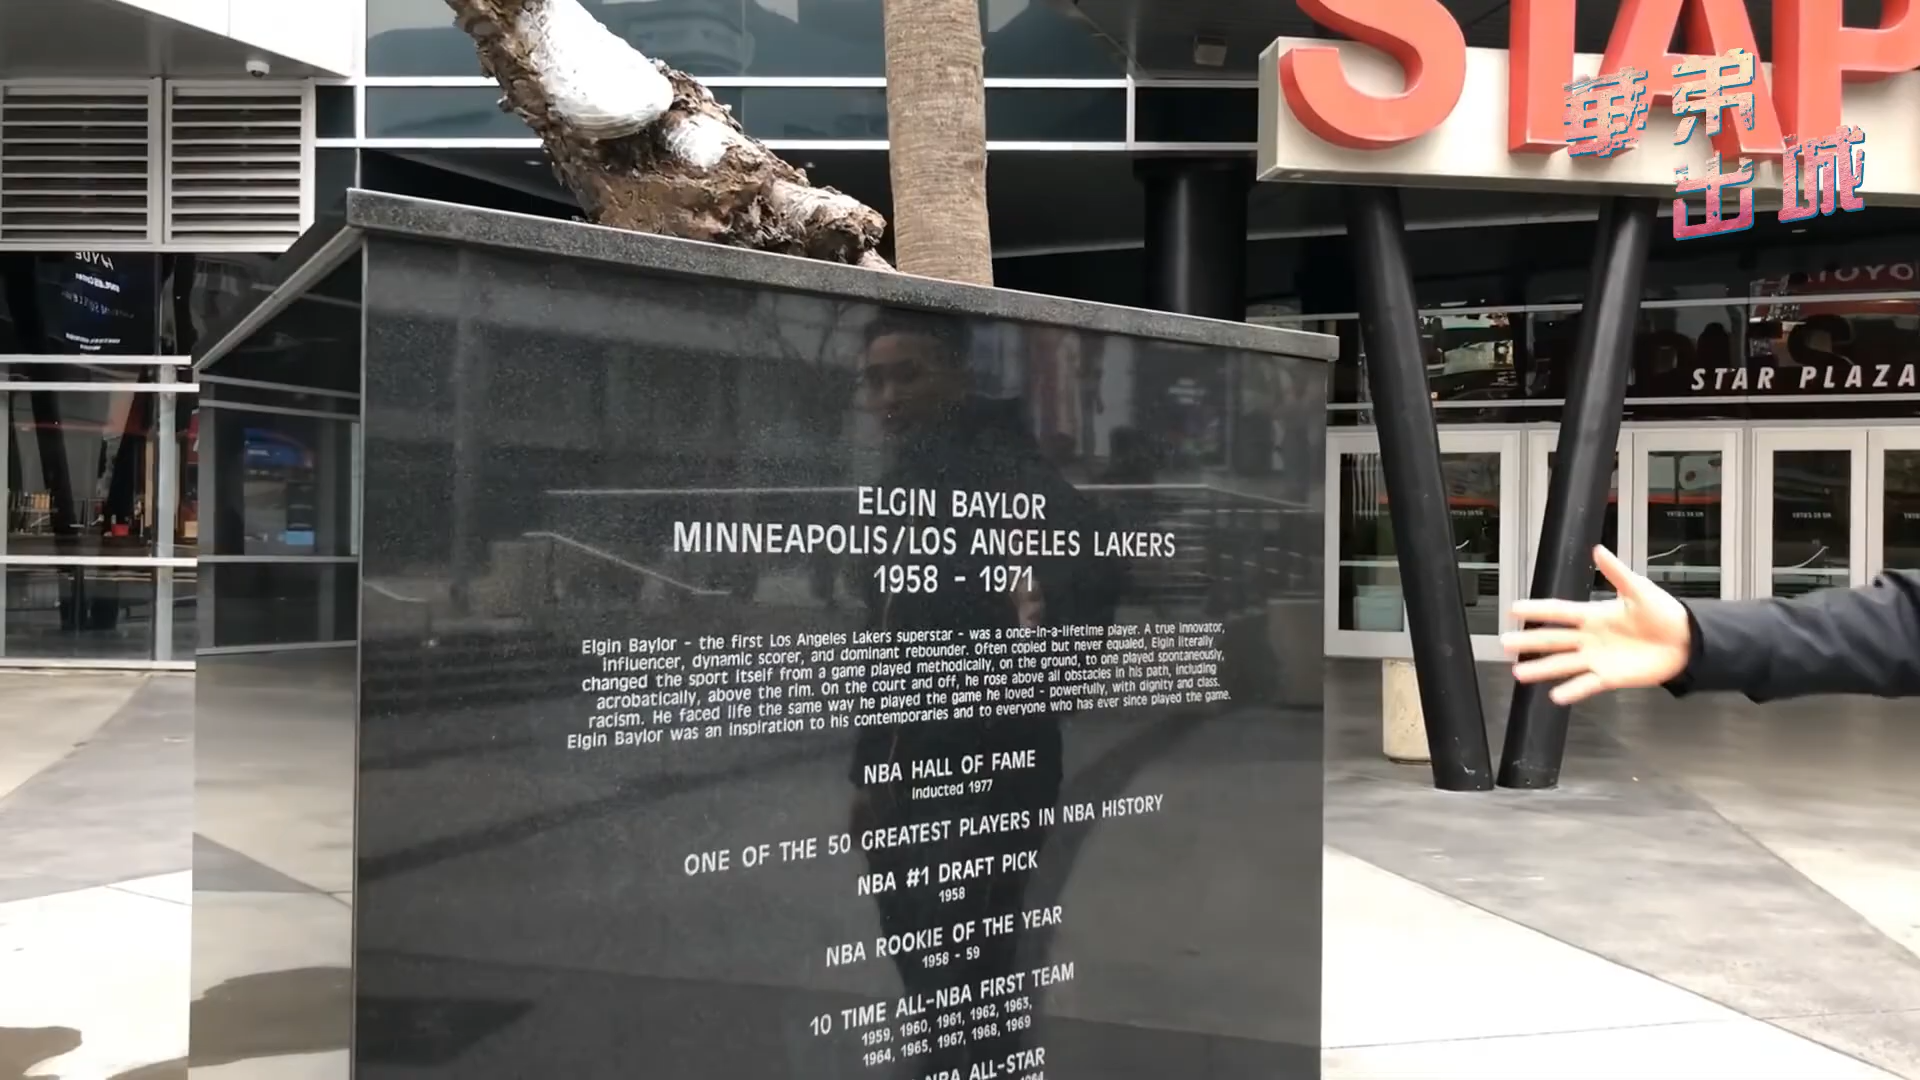 STAP
華弟
出城
STAR PLAZA
ELGIN BAYLOR
MINNEAPOLIS/LOS ANGELES LAKERS
1958 - 1971
Elgin Baylor - the first Los Angeles Lakers superstar - was a once-in-a-lifetime player. A true innovator,
influencer, dynamic scorer, and dominant rebounder. Often copied but never equaled, Elgin literally
changed the sport itself from a game played methodically, on the ground, to one played spontaneously,
acrobatically, above the rim. On the court and off, he rose above all obstacles in his path, including
racism. He faced life the same way he played the game he loved - powerfully, with dignity and class.
Elgin Baylor was an inspiration to his contemporaries and to everyone who has ever since played the game.
NBA HALL OF FAME
Inducted 1977
ONE OF THE 50 GREATEST PLAYERS IN NBA HISTORY
NBA #1 DRAFT PICK
1958
NBA ROOKIE OF THE YEAR
1958 - 59
10 TIME ALL-NBA FIRST TEAM
1959, 1960, 1961, 1962, 1963,
1964, 1965, 1967, 1968, 1969
NBA ALL-STAR